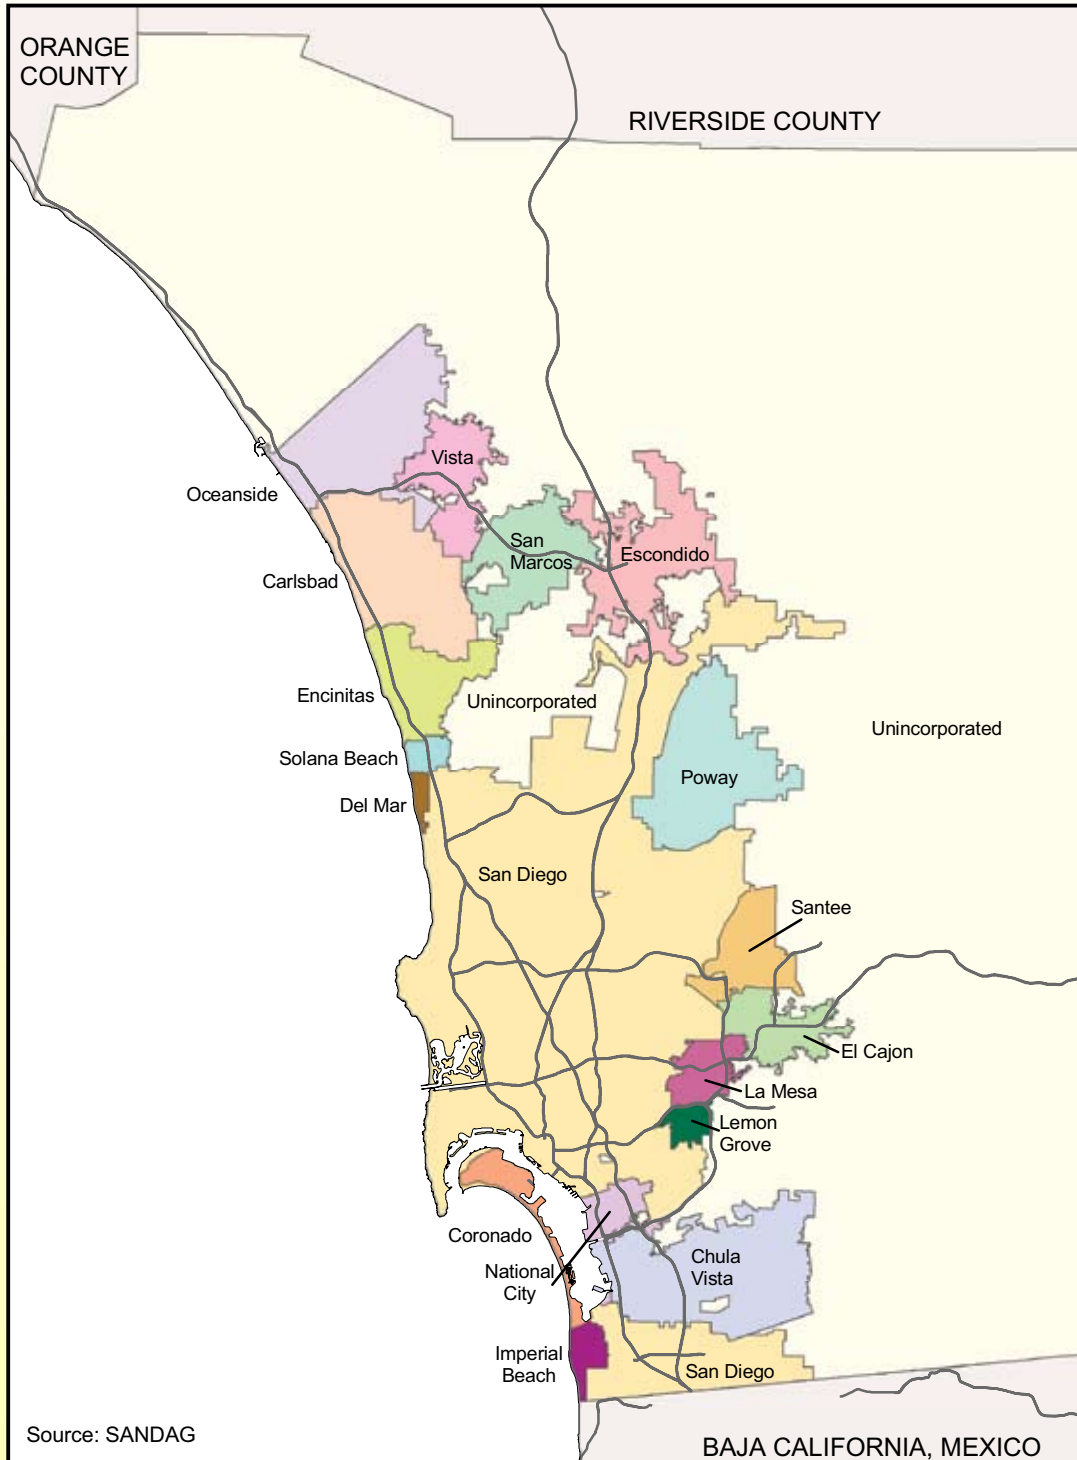 ORANGE
COUNTY
RIVERSIDE COUNTY
Vista
Oceanside
San
Marcos
Escondido
Carlsbad
Encinitas
Unincorporated
Unincorporated
Solana Beach
Poway
Del Mar
San Diego
Santee
El Cajon
La Mesa
Lemon
Grove
Coronado
National
City
Chula
Vista
Imperial
Beach
San Diego
Source: SANDAG
BAJA CALIFORNIA, MEXICO